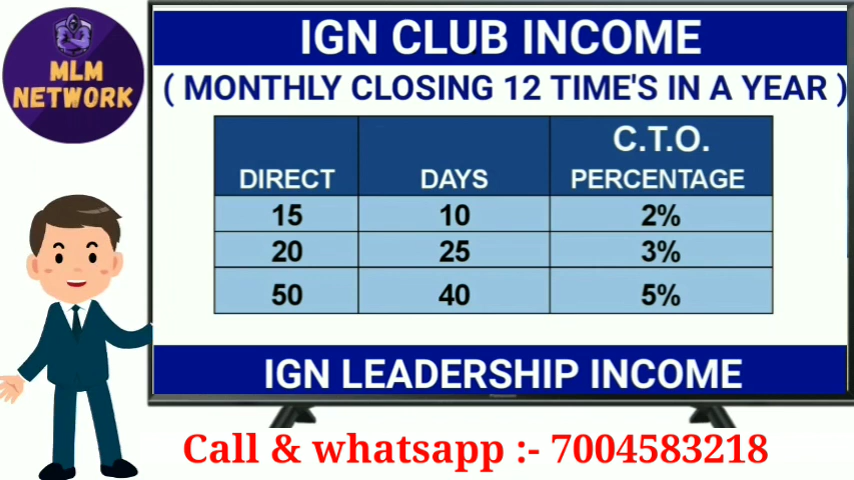 MLM
NETWORK
IGN CLUB INCOME
( MONTHLY CLOSING 12 TIME'S IN A YEAR )
DIRECT DAYS C.T.O. PERCENTAGE
15 10 2%
20 25 3%
50 40 5%
IGN LEADERSHIP INCOME
Call & whatsapp :- 7004583218